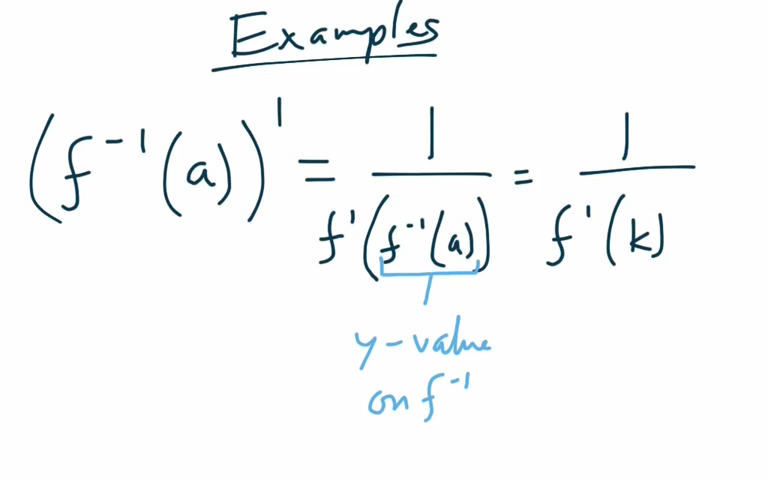 Examples
(f⁻¹(a))' = 1/f'(f⁻¹(a)) = 1/f'(k)
y-value
on f⁻¹